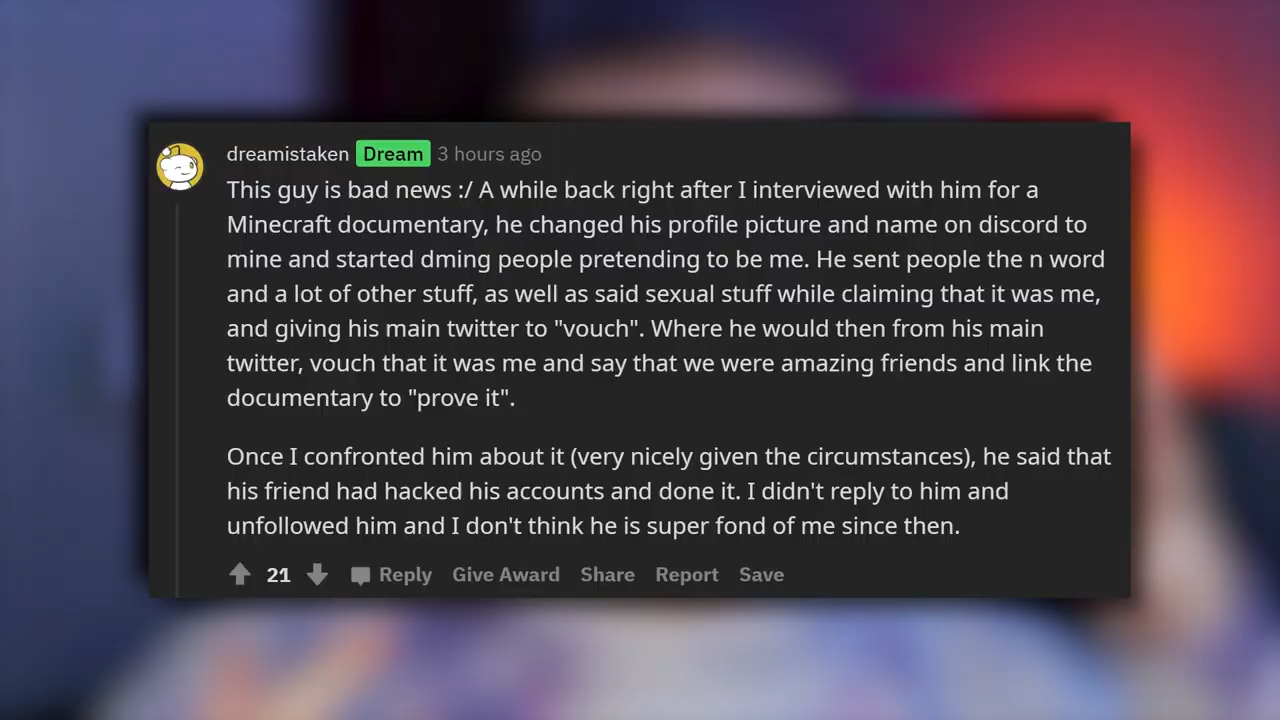 dreamistaken Dream 3 hours ago
This guy is bad news :/ A while back right after I interviewed with him for a
Minecraft documentary, he changed his profile picture and name on discord to
mine and started dming people pretending to be me. He sent people the n word
and a lot of other stuff, as well as said sexual stuff while claiming that it was me,
and giving his main twitter to "vouch". Where he would then from his main
twitter, vouch that it was me and say that we were amazing friends and link the
documentary to "prove it".
Once I confronted him about it (very nicely given the circumstances), he said that
his friend had hacked his accounts and done it. I didn't reply to him and
unfollowed him and I don't think he is super fond of me since then.
21 Reply Give Award Share Report Save